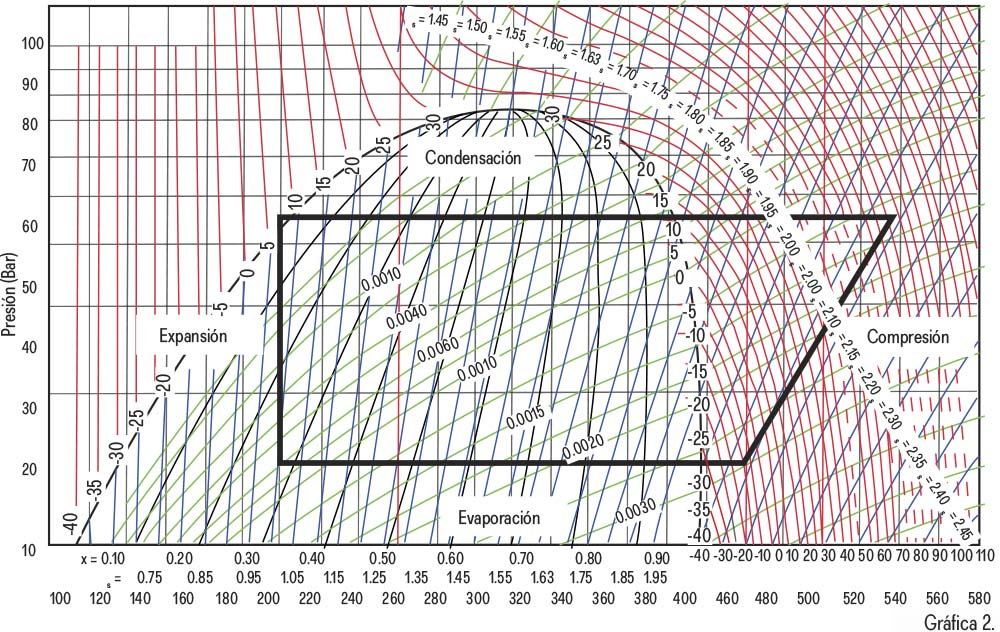 s = 1.45 s = 1.50 s = 1.55 s = 1.60 s = 1.63 s = 1.70 s = 1.75 s = 1.80 s = 1.85 s = 1.90 s = 1.95 s = 2.00 s = 2.00 s = 2.10 s = 2.15 s = 2.20 s = 2.30 s = 2.35 s = 2.40 s = 2.45
Presión (Bar)
100
90
80
70
60
50
40
30
20
10
-40 -35 -30 -25 -20 -5 0 5 10 15 20 25 30
30 25 20 15 10 5 0 -5 -10 -15 -20 -25 -30 -35 -40
Condensación
Expansión
Compresión
Evaporación
0.0010
0.0040
0.0060
0.0010
0.0015
0.0020
0.0030
x = 0.10 0.20 0.30 0.40 0.50 0.60 0.70 0.80 0.90 -40 -30 -20 -10 0 10 20 30 40 50 60 70 80 90 100 110
s = 0.75 0.85 0.95 1.05 1.15 1.25 1.35 1.45 1.55 1.63 1.75 1.85 1.95
100 120 140 160 180 200 220 240 260 280 300 320 340 360 380 400 460 480 500 520 540 560 580
Gráfica 2.